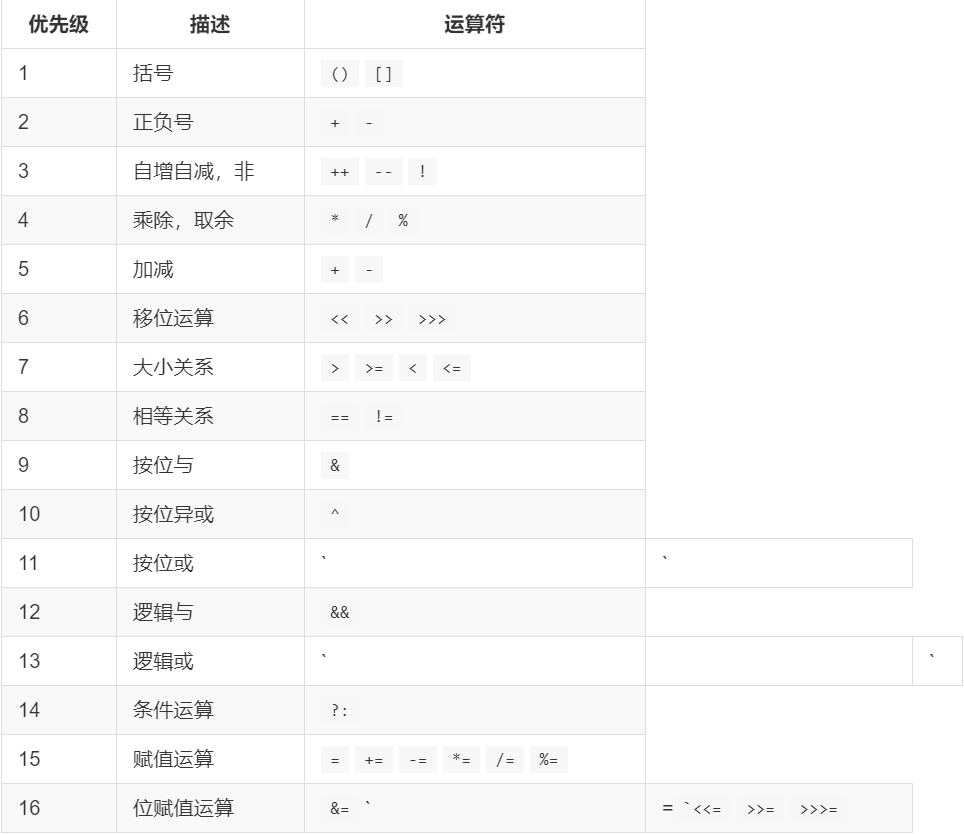 优先级 描述 运算符
1 括号 () []
2 正负号 + -
3 自增自减，非 ++ -- !
4 乘除，取余 * / %
5 加减 + -
6 移位运算 << >> >>>
7 大小关系 > >= < <=
8 相等关系 == !=
9 按位与 &
10 按位异或 ^
11 按位或 ` `
12 逻辑与 &&
13 逻辑或 ` `
14 条件运算 ?:
15 赋值运算 = += -= *= /= %=
16 位赋值运算 &= ` = `<<= >>= >>>=